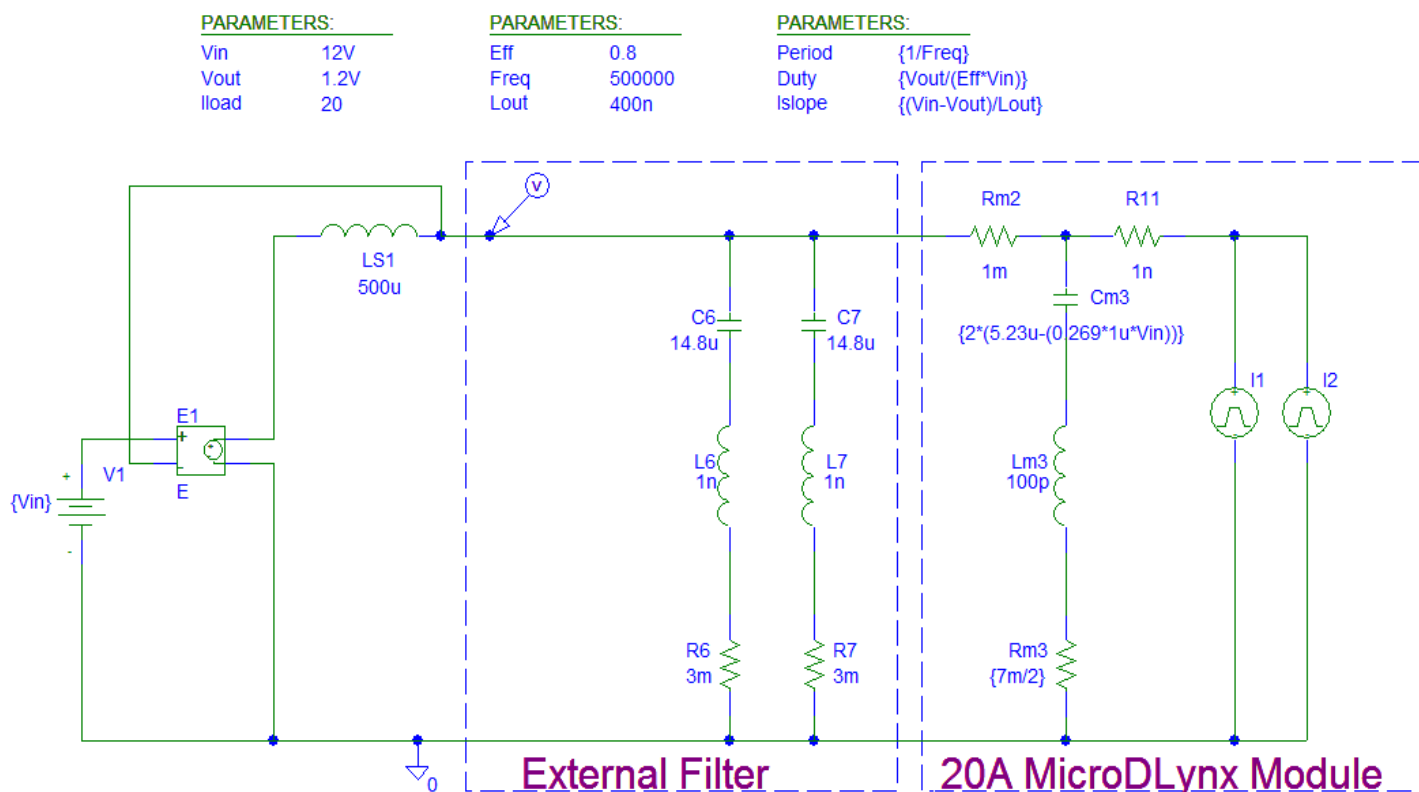 PARAMETERS: PARAMETERS: PARAMETERS:
Vin 12V Eff 0.8 Period {1/Freq}
Vout 1.2V Freq 500000 Duty {Vout/(Eff*Vin)}
Iload 20 Lout 400n Islope {(Vin-Vout)/Lout}
V
Rm2 R11
LS1
1m 1n
500u
Cm3
C6 C7
14.8u 14.8u {2*(5.23u-(0.269*1u*Vin))}
I1 I2
E1
+
L6 L7 Lm3
V1
1n 1n 100p
+
-
E
{Vin}
-
R6 R7 Rm3
3m 3m {7m/2}
0
External Filter 20A MicroDLynx Module